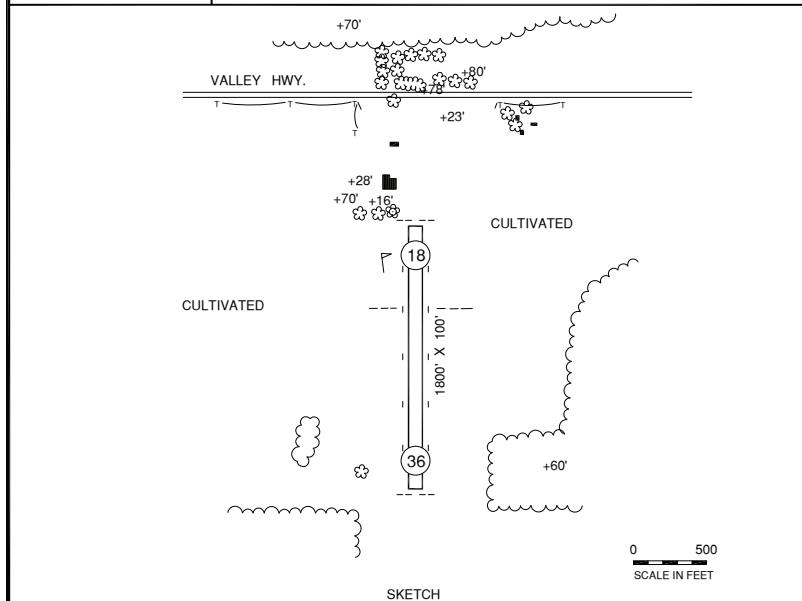 +70'
VALLEY HWY.
+80'
+78'
T T T T T
+23'
T
+28'
+70' +16'
CULTIVATED
18
CULTIVATED
1800' X 100'
36
+60'
0 500
SCALE IN FEET
SKETCH